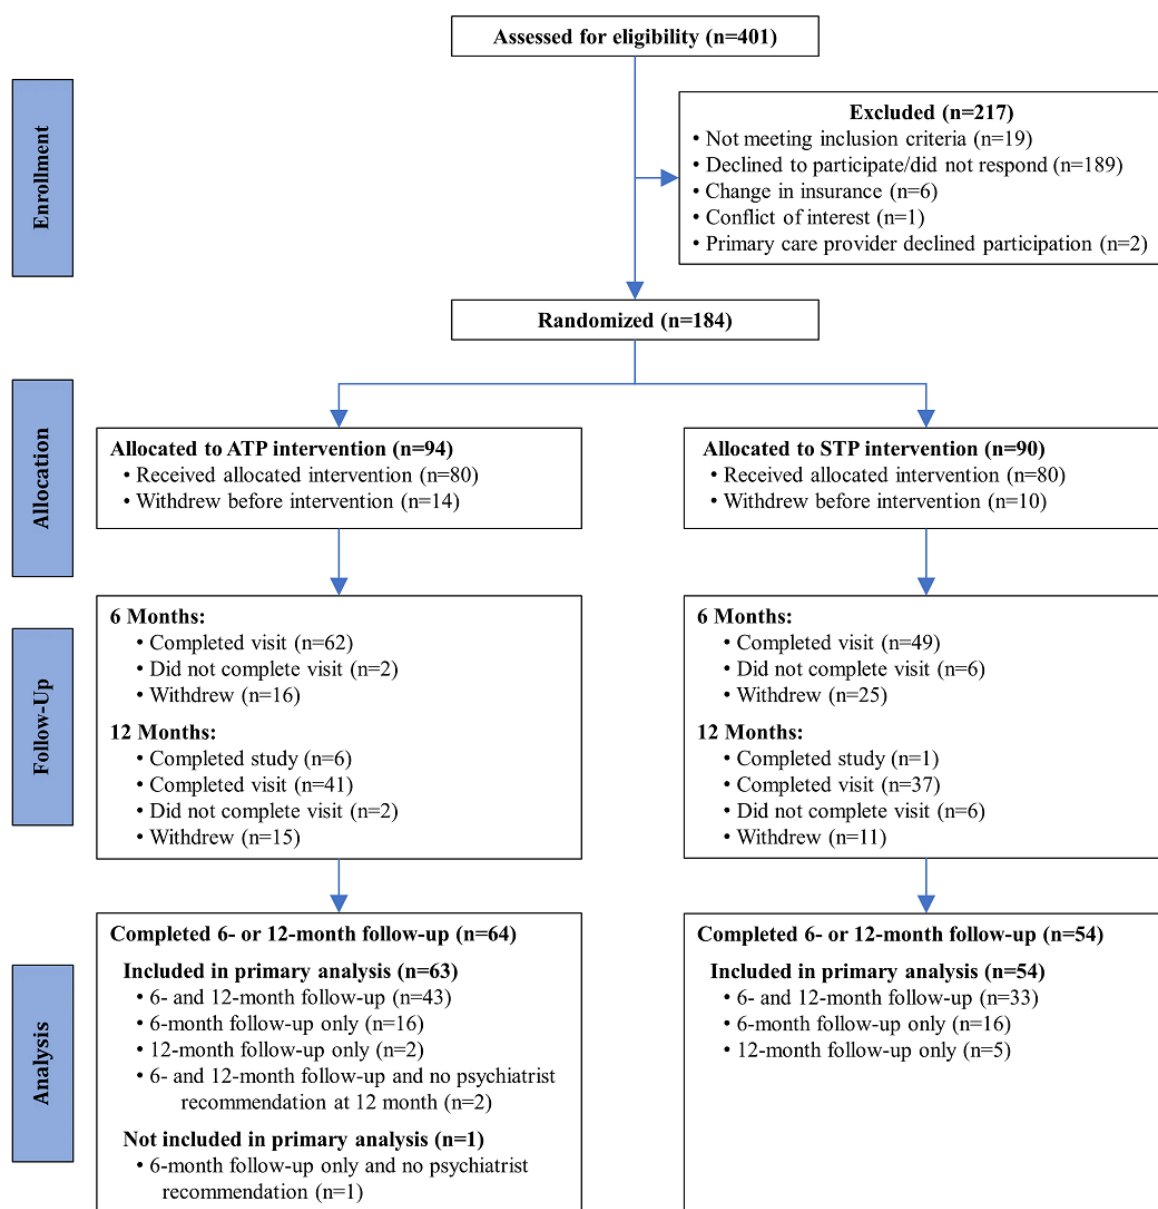 Assessed for eligibility (n=401)
Enrollment
Excluded (n=217)
• Not meeting inclusion criteria (n=19)
• Declined to participate/did not respond (n=189)
• Change in insurance (n=6)
• Conflict of interest (n=1)
• Primary care provider declined participation (n=2)
Randomized (n=184)
Allocation
Allocated to ATP intervention (n=94)
• Received allocated intervention (n=80)
• Withdrew before intervention (n=14)
Allocated to STP intervention (n=90)
• Received allocated intervention (n=80)
• Withdrew before intervention (n=10)
Follow-Up
6 Months:
• Completed visit (n=62)
• Did not complete visit (n=2)
• Withdrew (n=16)
12 Months:
• Completed study (n=6)
• Completed visit (n=41)
• Did not complete visit (n=2)
• Withdrew (n=15)
6 Months:
• Completed visit (n=49)
• Did not complete visit (n=6)
• Withdrew (n=25)
12 Months:
• Completed study (n=1)
• Completed visit (n=37)
• Did not complete visit (n=6)
• Withdrew (n=11)
Analysis
Completed 6- or 12-month follow-up (n=64)
Included in primary analysis (n=63)
• 6- and 12-month follow-up (n=43)
• 6-month follow-up only (n=16)
• 12-month follow-up only (n=2)
• 6- and 12-month follow-up and no psychiatrist
recommendation at 12 month (n=2)
Not included in primary analysis (n=1)
• 6-month follow-up only and no psychiatrist
recommendation (n=1)
Completed 6- or 12-month follow-up (n=54)
Included in primary analysis (n=54)
• 6- and 12-month follow-up (n=33)
• 6-month follow-up only (n=16)
• 12-month follow-up only (n=5)